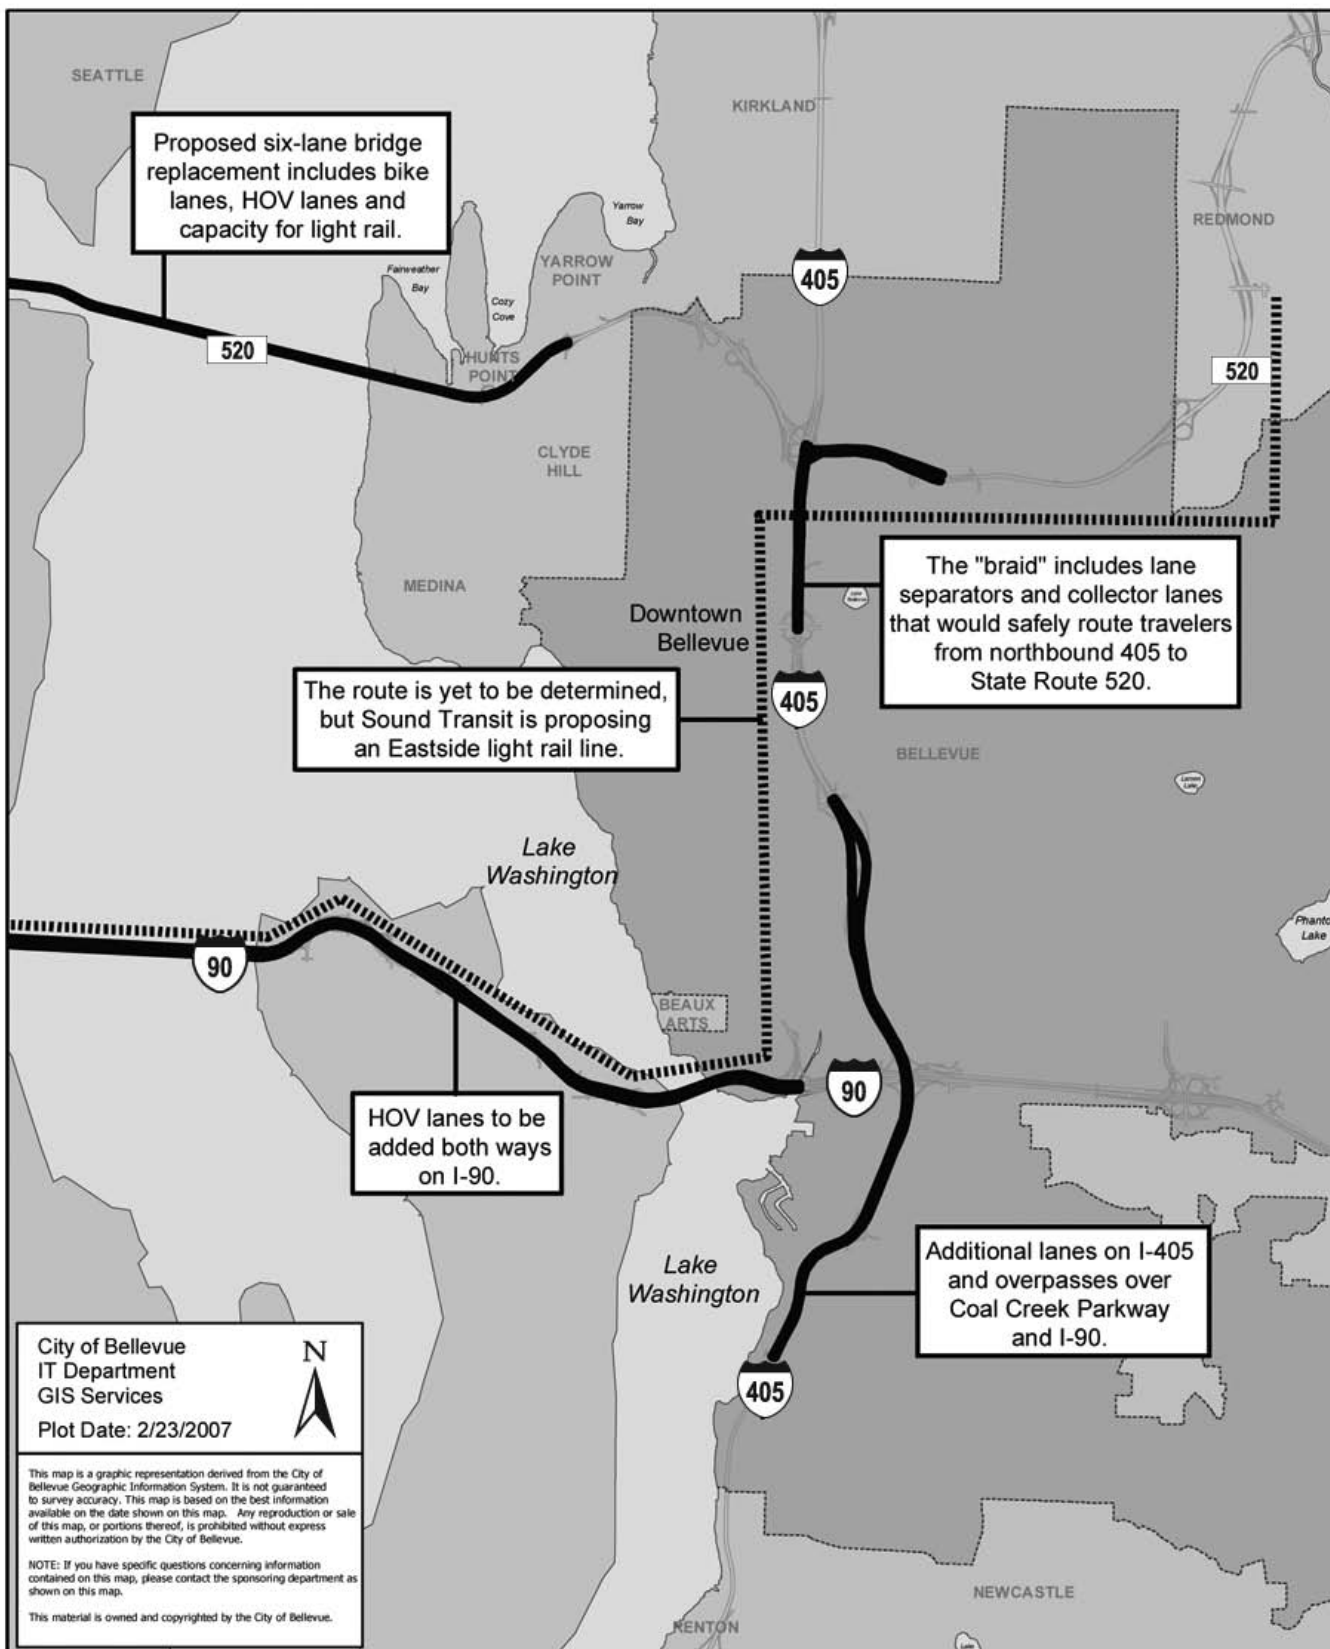 SEATTLE
KIRKLAND
Proposed six-lane bridge
replacement includes bike
lanes, HOV lanes and
capacity for light rail.
Yarrow
Bay
REDMOND
YARROW
POINT
Fairweather
Bay
405
Cozy
Cove
520
HUNTS
POINT
520
CLYDE
HILL
The "braid" includes lane
separators and collector lanes
that would safely route travelers
from northbound 405 to
State Route 520.
MEDINA
Downtown
Bellevue
The route is yet to be determined,
but Sound Transit is proposing
an Eastside light rail line.
405
BELLEVUE
Larsen
Lake
Lake
Washington
Phanto
Lake
90
BEAUX
ARTS
90
HOV lanes to be
added both ways
on I-90.
Additional lanes on I-405
and overpasses over
Coal Creek Parkway
and I-90.
Lake
Washington
405
City of Bellevue
IT Department
GIS Services
Plot Date: 2/23/2007
N
This map is a graphic representation derived from the City of
Bellevue Geographic Information System. It is not guaranteed
to survey accuracy. This map is based on the best information
available on the date shown on this map. Any reproduction or sale
of this map, or portions thereof, is prohibited without express
written authorization by the City of Bellevue.
NOTE: If you have specific questions concerning information
contained on this map, please contact the sponsoring department as
shown on this map.
This material is owned and copyrighted by the City of Bellevue.
NEWCASTLE
RENTON
Lake